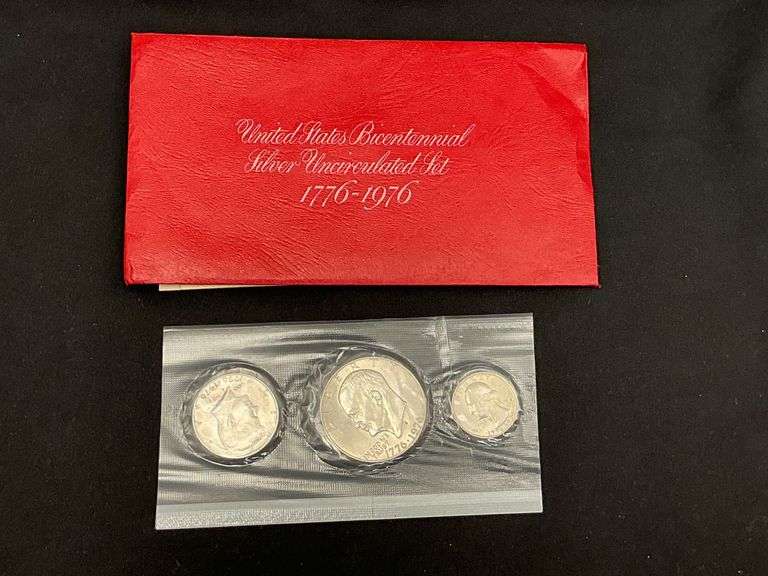 United States Bicentennial
Silver Uncirculated Set
1776-1976